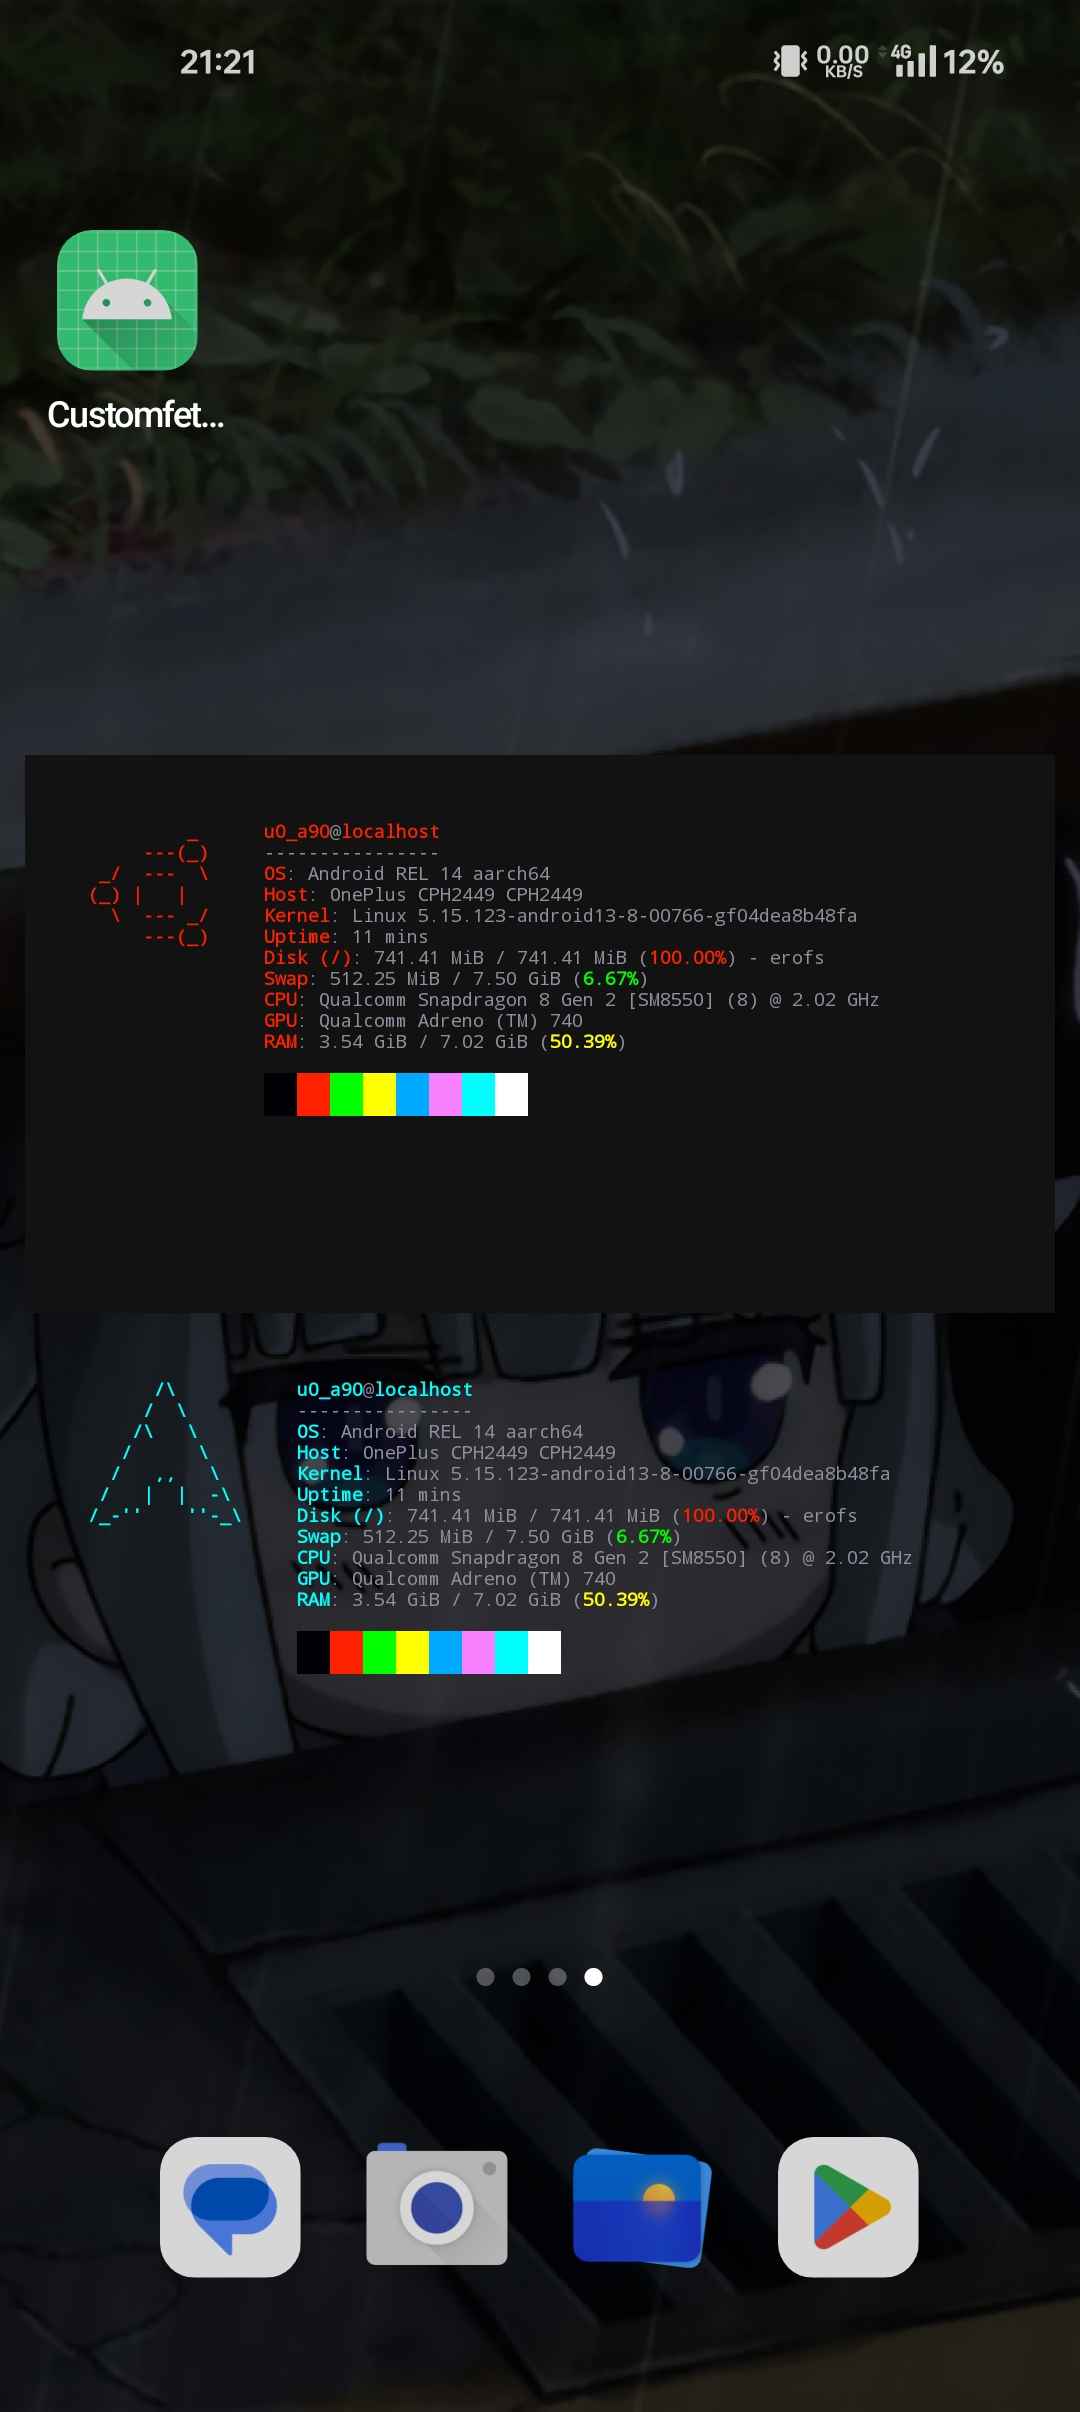 21:21
0.00 KB/S 4G 12%
Customfet...
         _
     ---(_)
 _/  ---  \
(_) |   |
  \  --- _/
     ---(_)
u0_a90@localhost
----------------
OS: Android REL 14 aarch64
Host: OnePlus CPH2449 CPH2449
Kernel: Linux 5.15.123-android13-8-00766-gf04dea8b48fa
Uptime: 11 mins
Disk (/): 741.41 MiB / 741.41 MiB (100.00%) - erofs
Swap: 512.25 MiB / 7.50 GiB (6.67%)
CPU: Qualcomm Snapdragon 8 Gen 2 [SM8550] (8) @ 2.02 GHz
GPU: Qualcomm Adreno (TM) 740
RAM: 3.54 GiB / 7.02 GiB (50.39%)
      /\
     /  \
    /\   \
   /      \
  /   ,,   \
 /   |  |  -\
/_-''    ''-_\
u0_a90@localhost
----------------
OS: Android REL 14 aarch64
Host: OnePlus CPH2449 CPH2449
Kernel: Linux 5.15.123-android13-8-00766-gf04dea8b48fa
Uptime: 11 mins
Disk (/): 741.41 MiB / 741.41 MiB (100.00%) - erofs
Swap: 512.25 MiB / 7.50 GiB (6.67%)
CPU: Qualcomm Snapdragon 8 Gen 2 [SM8550] (8) @ 2.02 GHz
GPU: Qualcomm Adreno (TM) 740
RAM: 3.54 GiB / 7.02 GiB (50.39%)